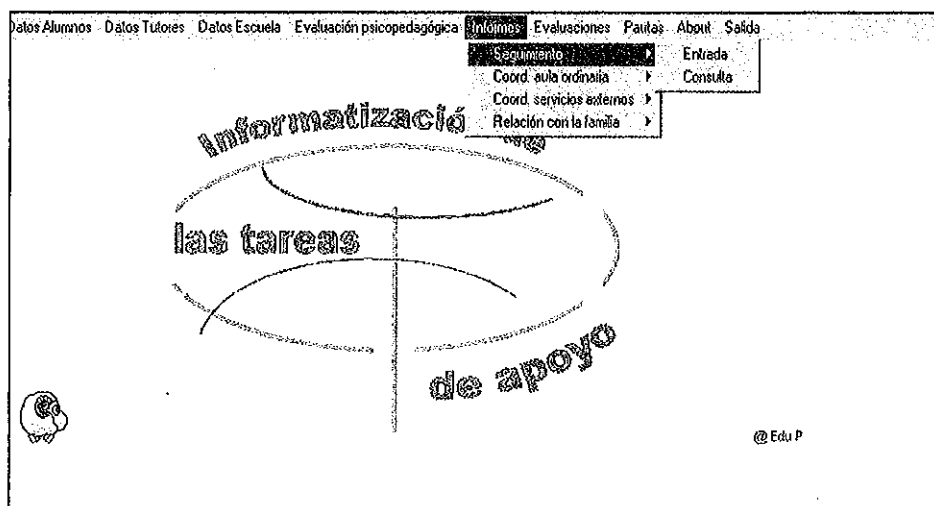 Datos Alumnos Datos Tutores Datos Escuela Evaluación psicopedagógica Informes Evaluaciones Pautas About Salida
Seguimiento Entrada
Coord. aula ordinaria Consulta
Coord. servicios externos
Relación con la familia
Informatizació
las tareas
de apoyo
@ Edu P